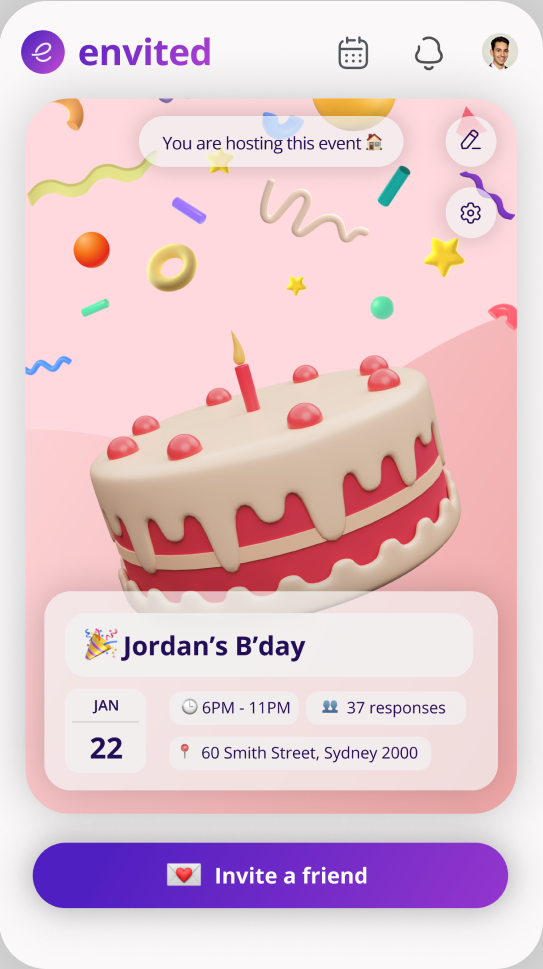 envited
You are hosting this event 🏠
🎉 Jordan’s B’day
JAN
22
🕒 6PM - 11PM
👥 37 responses
📍 60 Smith Street, Sydney 2000
💌 Invite a friend